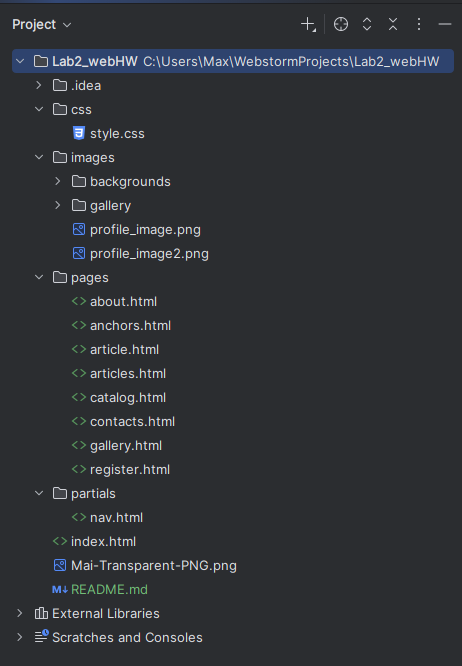 Project
Lab2_webHW C:\Users\Max\WebstormProjects\Lab2_webHW
.idea
css
style.css
images
backgrounds
gallery
profile_image.png
profile_image2.png
pages
about.html
anchors.html
article.html
articles.html
catalog.html
contacts.html
gallery.html
register.html
partials
nav.html
index.html
Mai-Transparent-PNG.png
M↓ README.md
External Libraries
Scratches and Consoles